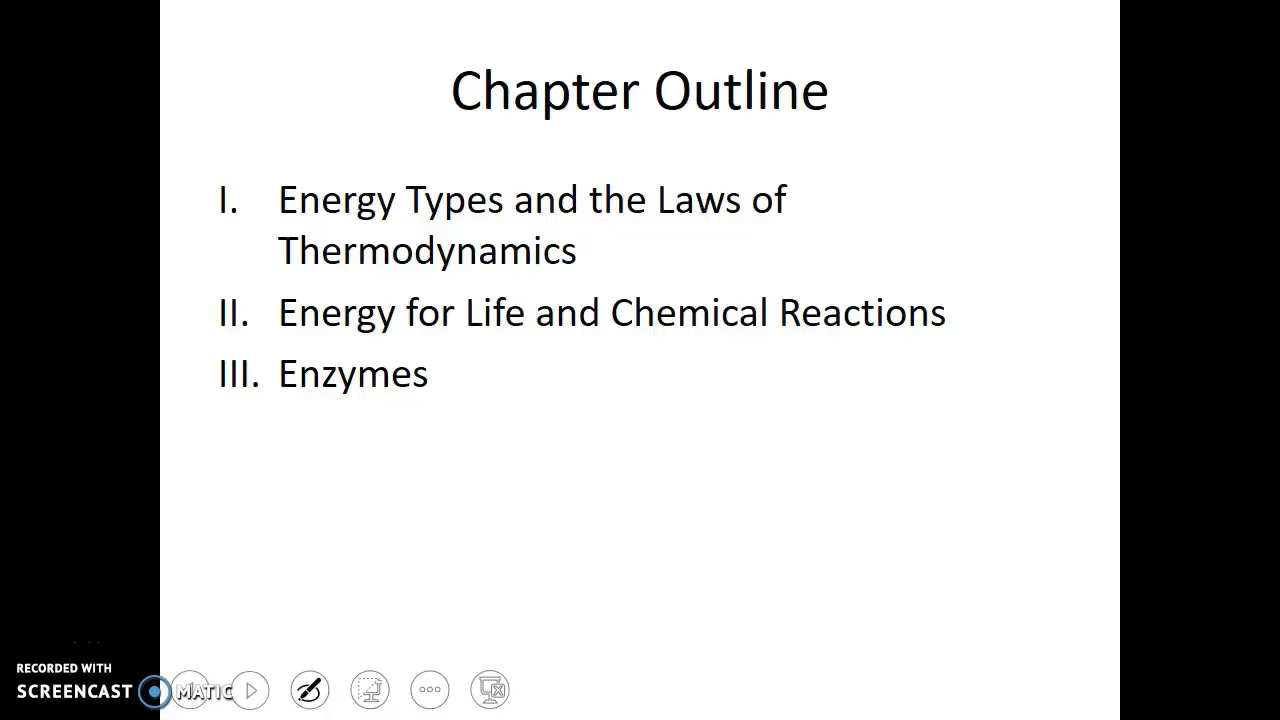 Chapter Outline
I. Energy Types and the Laws of
Thermodynamics
II. Energy for Life and Chemical Reactions
III. Enzymes
RECORDED WITH
SCREENCAST MATIC